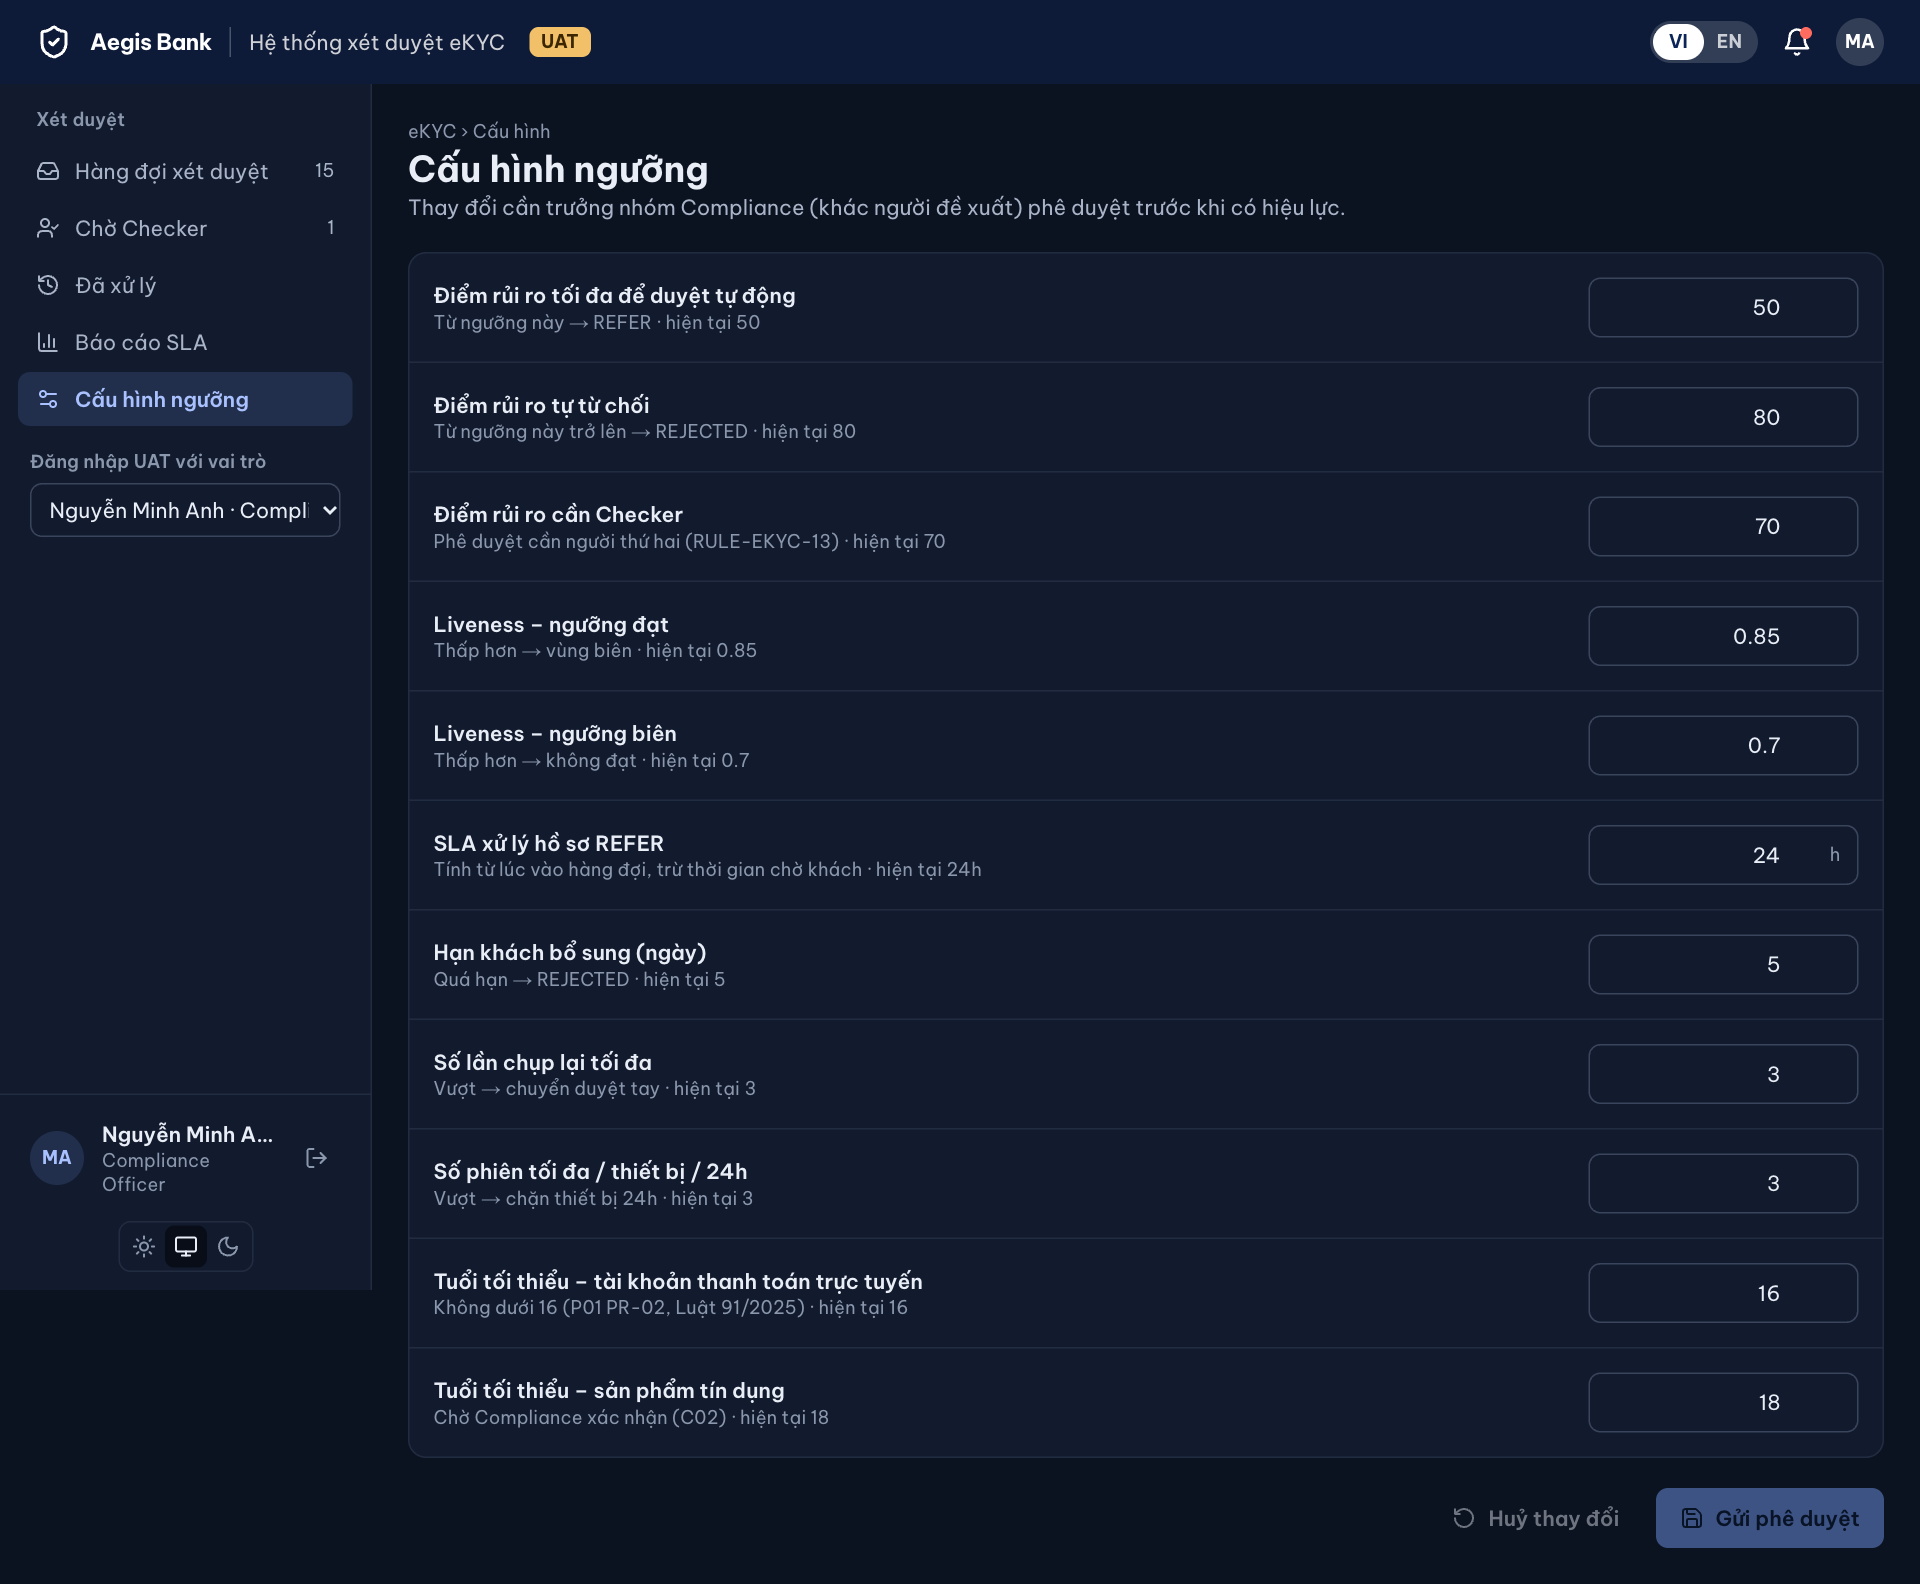 Aegis Bank
Hệ thống xét duyệt eKYC
UAT
VI
EN
MA
Xét duyệt
Hàng đợi xét duyệt 15
Chờ Checker 1
Đã xử lý
Báo cáo SLA
Cấu hình ngưỡng
Đăng nhập UAT với vai trò
Nguyễn Minh Anh · Compli
MA
Nguyễn Minh A...
Compliance
Officer
eKYC › Cấu hình
Cấu hình ngưỡng
Thay đổi cần trưởng nhóm Compliance (khác người đề xuất) phê duyệt trước khi có hiệu lực.
Điểm rủi ro tối đa để duyệt tự động
Từ ngưỡng này → REFER · hiện tại 50
50
Điểm rủi ro tự từ chối
Từ ngưỡng này trở lên → REJECTED · hiện tại 80
80
Điểm rủi ro cần Checker
Phê duyệt cần người thứ hai (RULE-EKYC-13) · hiện tại 70
70
Liveness – ngưỡng đạt
Thấp hơn → vùng biên · hiện tại 0.85
0.85
Liveness – ngưỡng biên
Thấp hơn → không đạt · hiện tại 0.7
0.7
SLA xử lý hồ sơ REFER
Tính từ lúc vào hàng đợi, trừ thời gian chờ khách · hiện tại 24h
24 h
Hạn khách bổ sung (ngày)
Quá hạn → REJECTED · hiện tại 5
5
Số lần chụp lại tối đa
Vượt → chuyển duyệt tay · hiện tại 3
3
Số phiên tối đa / thiết bị / 24h
Vượt → chặn thiết bị 24h · hiện tại 3
3
Tuổi tối thiểu – tài khoản thanh toán trực tuyến
Không dưới 16 (P01 PR-02, Luật 91/2025) · hiện tại 16
16
Tuổi tối thiểu – sản phẩm tín dụng
Chờ Compliance xác nhận (C02) · hiện tại 18
18
Huỷ thay đổi
Gửi phê duyệt